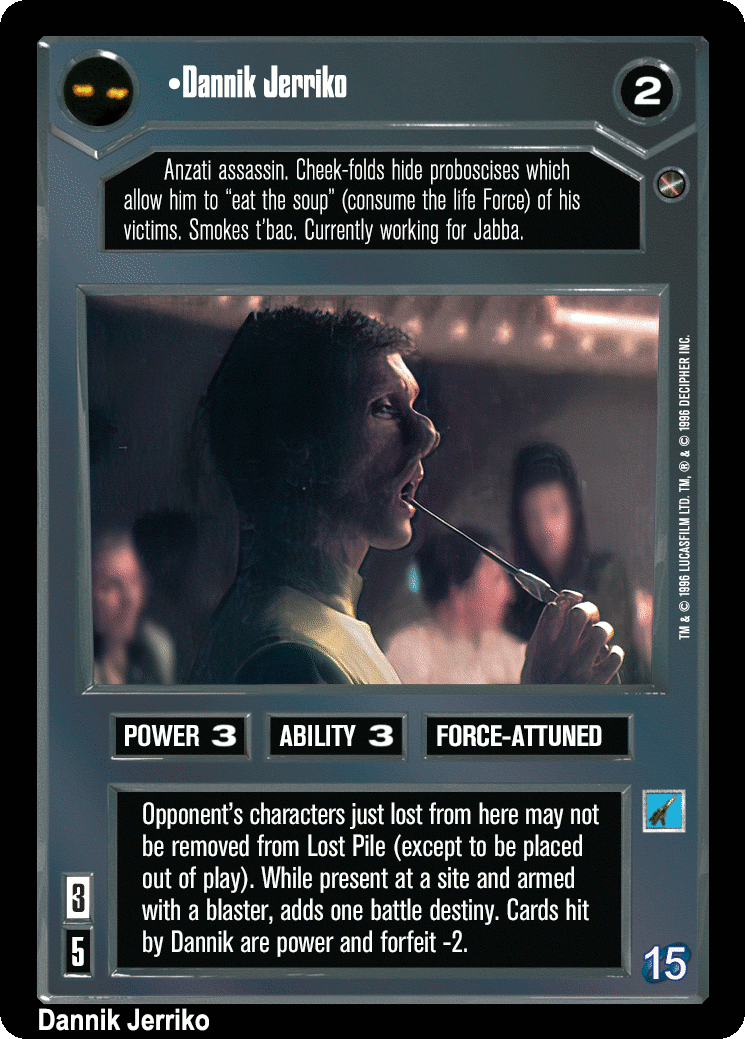 •Dannik Jerriko
2
Anzati assassin. Cheek-folds hide proboscises which
allow him to “eat the soup” (consume the life Force) of his
victims. Smokes t’bac. Currently working for Jabba.
TM & © 1996 LUCASFILM LTD. TM, ® & © 1996 DECIPHER INC.
POWER 3 ABILITY 3 FORCE-ATTUNED
Opponent’s characters just lost from here may not
be removed from Lost Pile (except to be placed
out of play). While present at a site and armed
with a blaster, adds one battle destiny. Cards hit
by Dannik are power and forfeit -2.
3
5
15
Dannik Jerriko